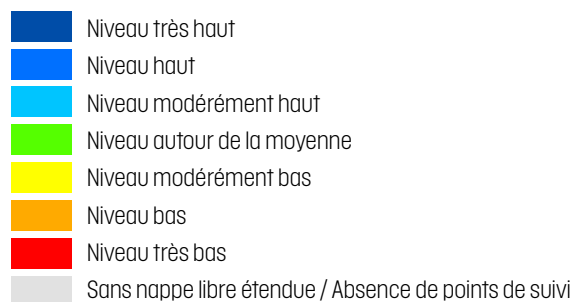 Niveau très haut
Niveau haut
Niveau modérément haut
Niveau autour de la moyenne
Niveau modérément bas
Niveau bas
Niveau très bas
Sans nappe libre étendue / Absence de points de suivi